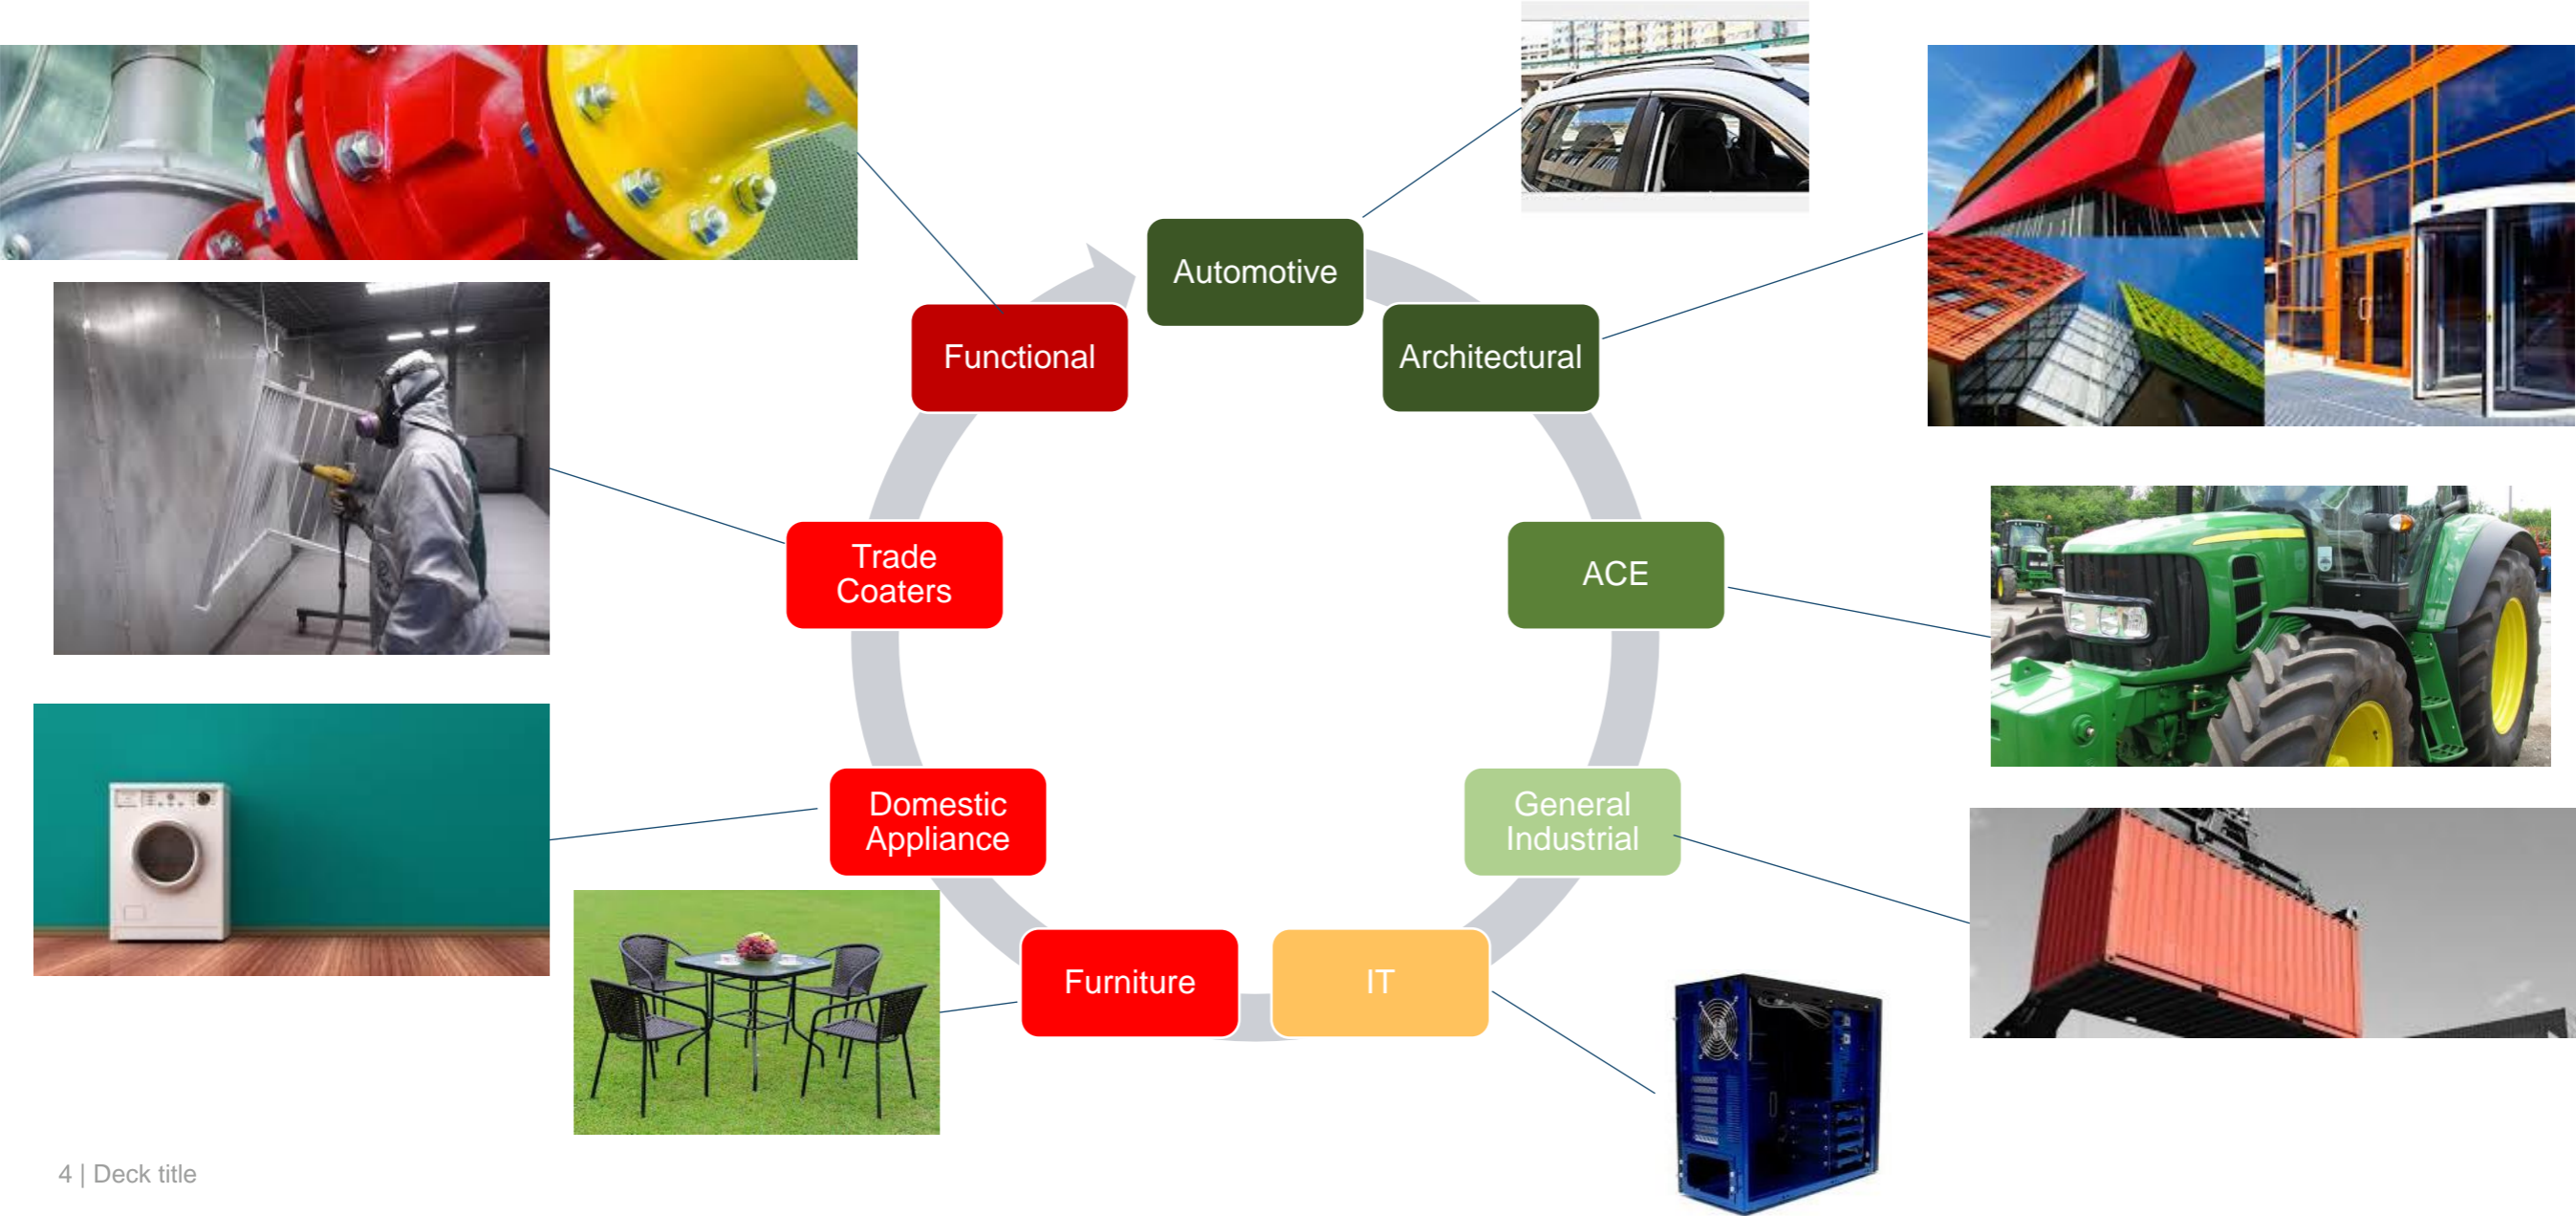 Automotive
Architectural
ACE
General
Industrial
IT
Furniture
Domestic
Appliance
Trade
Coaters
Functional
4 | Deck title